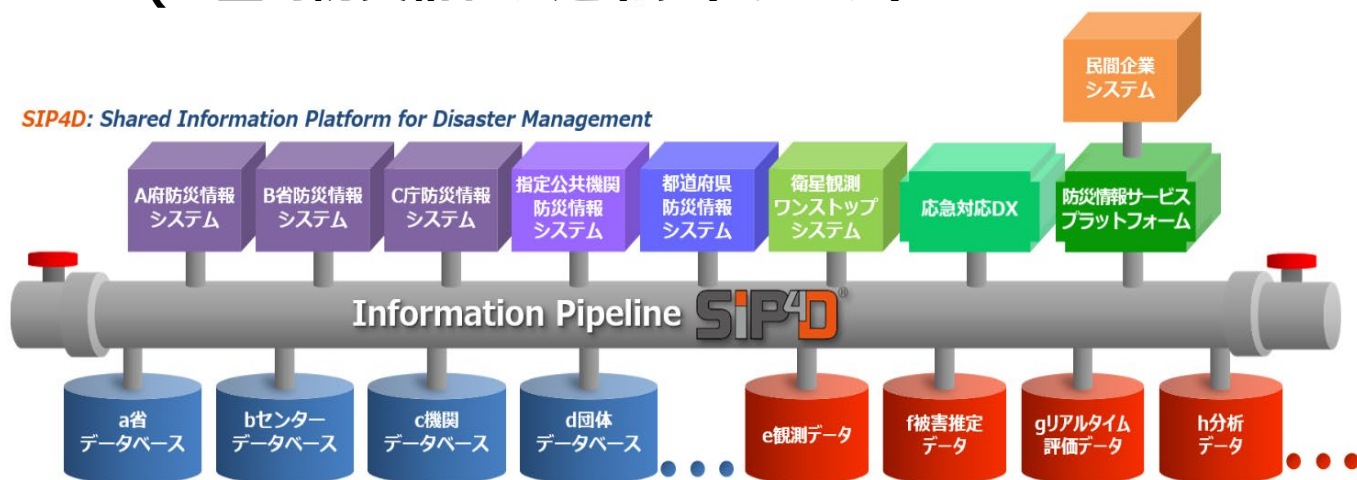 民間企業
システム
SIP4D: Shared Information Platform for Disaster Management
A府防災情報
システム
B省防災情報
システム
C庁防災情報
システム
指定公共機関
防災情報
システム
都道府県
防災情報
システム
衛星観測
ワンストップ
システム
応急対応DX
防災情報サービス
プラットフォーム
Information Pipeline SIP4D®
a省
データベース
bセンター
データベース
c機関
データベース
d団体
データベース
e観測データ
f被害推定
データ
gリアルタイム
評価データ
h分析
データ